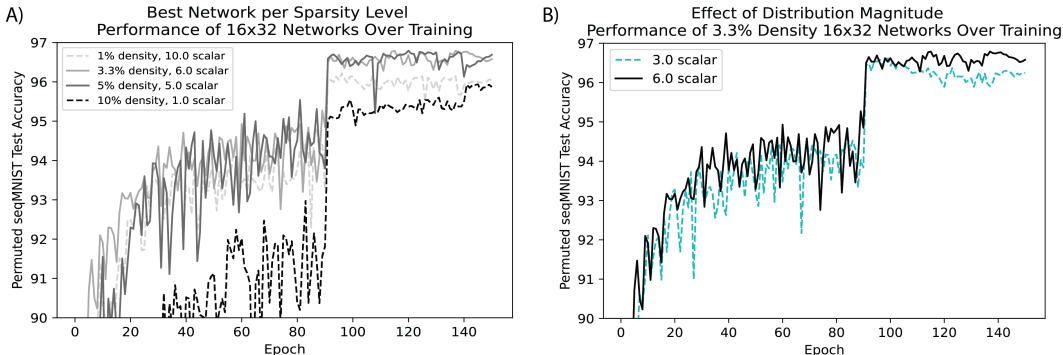 A)
Best Network per Sparsity Level
Performance of 16x32 Networks Over Training
Permuted seqMNIST Test Accuracy
97
96
95
94
93
92
91
90
1% density, 10.0 scalar
3.3% density, 6.0 scalar
5% density, 5.0 scalar
10% density, 1.0 scalar
0 20 40 60 80 100 120 140
Epoch
B)
Effect of Distribution Magnitude
Performance of 3.3% Density 16x32 Networks Over Training
Permuted seqMNIST Test Accuracy
97
96
95
94
93
92
91
90
3.0 scalar
6.0 scalar
0 20 40 60 80 100 120 140
Epoch